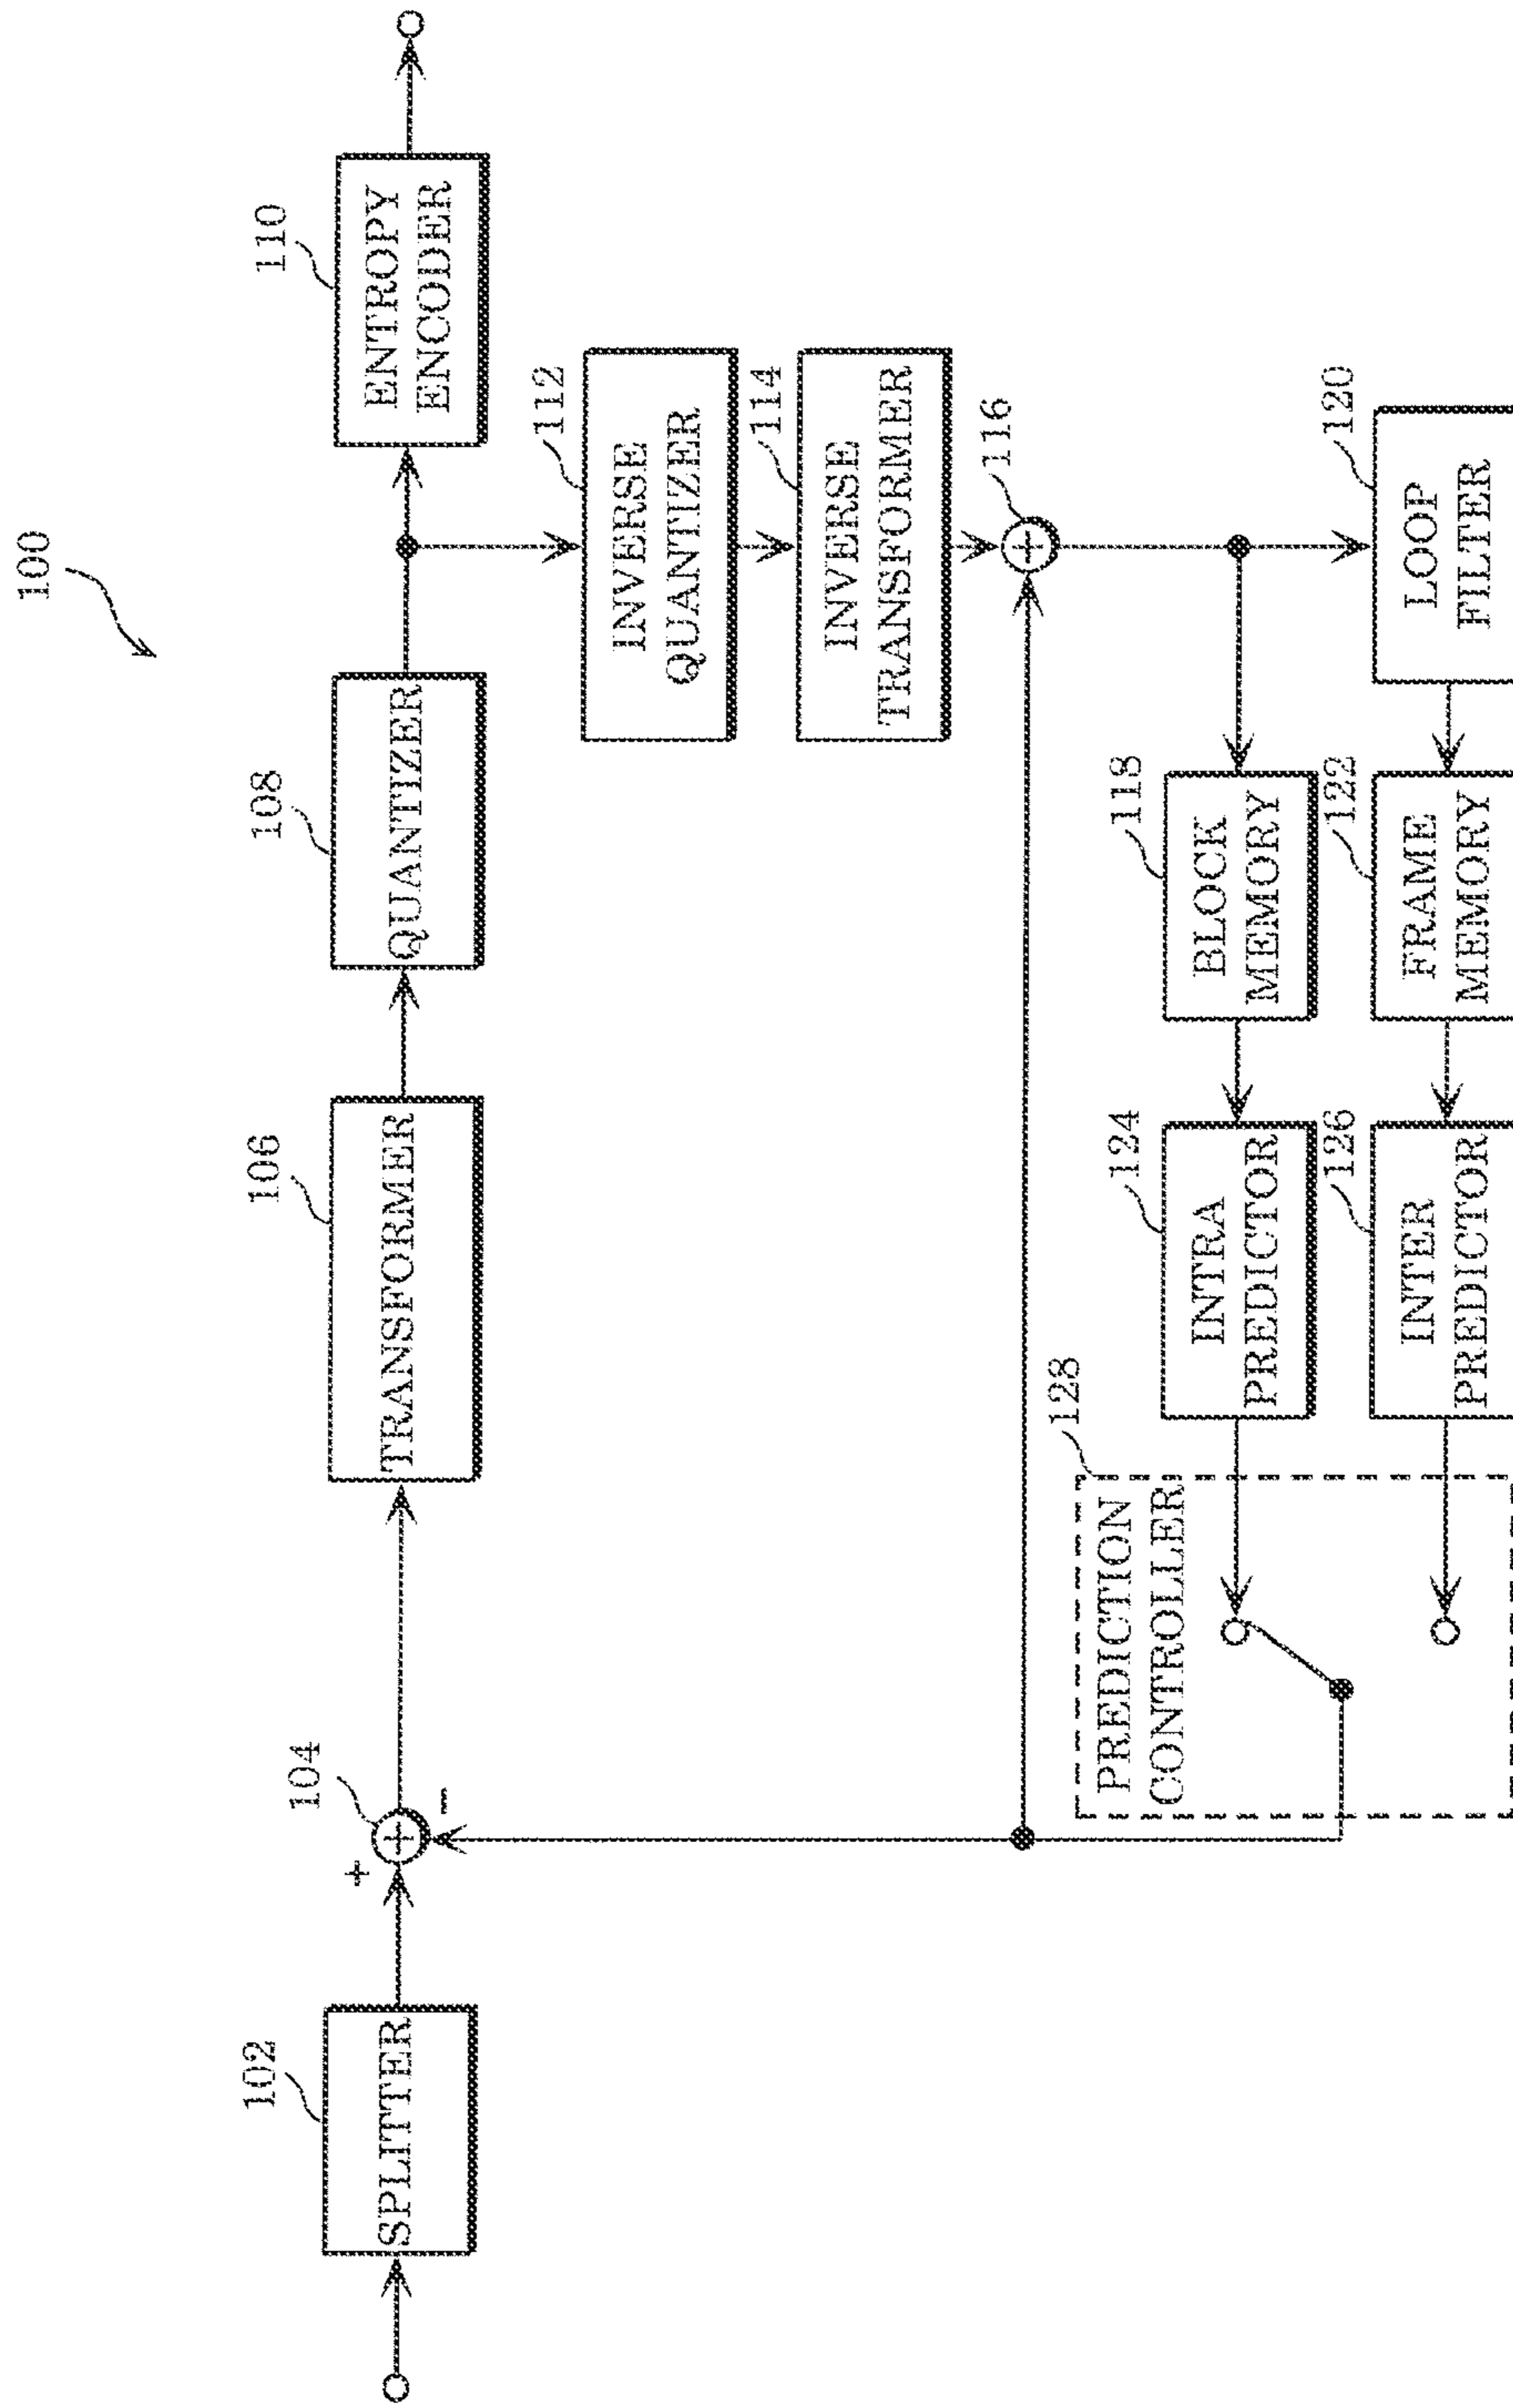 100
102
SPLITTER
104
+
−
106
TRANSFORMER
108
QUANTIZER
110
ENTROPY
ENCODER
112
INVERSE
QUANTIZER
114
INVERSE
TRANSFORMER
116
128
PREDICTION
CONTROLLER
124
INTRA
PREDICTOR
118
BLOCK
MEMORY
126
INTER
PREDICTOR
122
FRAME
MEMORY
120
LOOP
FILTER